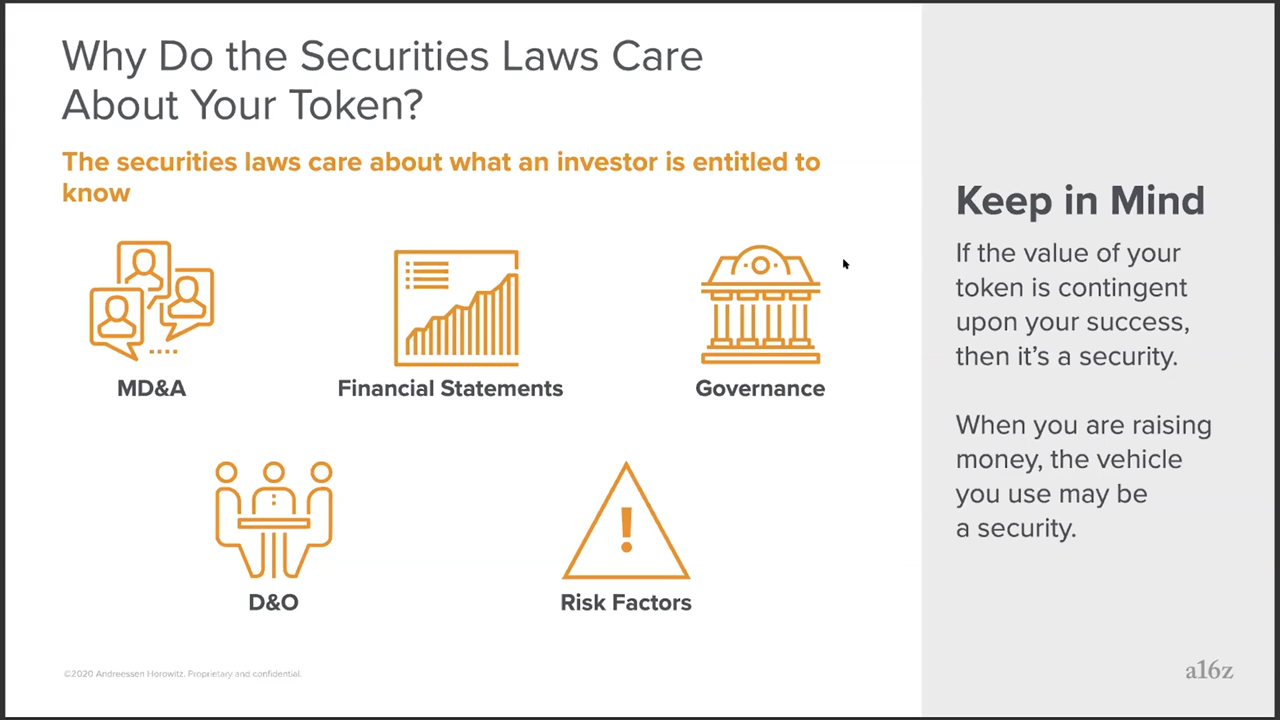 Why Do the Securities Laws Care
About Your Token?
The securities laws care about what an investor is entitled to
know
MD&A
Financial Statements
Governance
D&O
Risk Factors
Keep in Mind
If the value of your
token is contingent
upon your success,
then it's a security.
When you are raising
money, the vehicle
you use may be
a security.
©2020 Andreessen Horowitz. Proprietary and confidential.
a16z